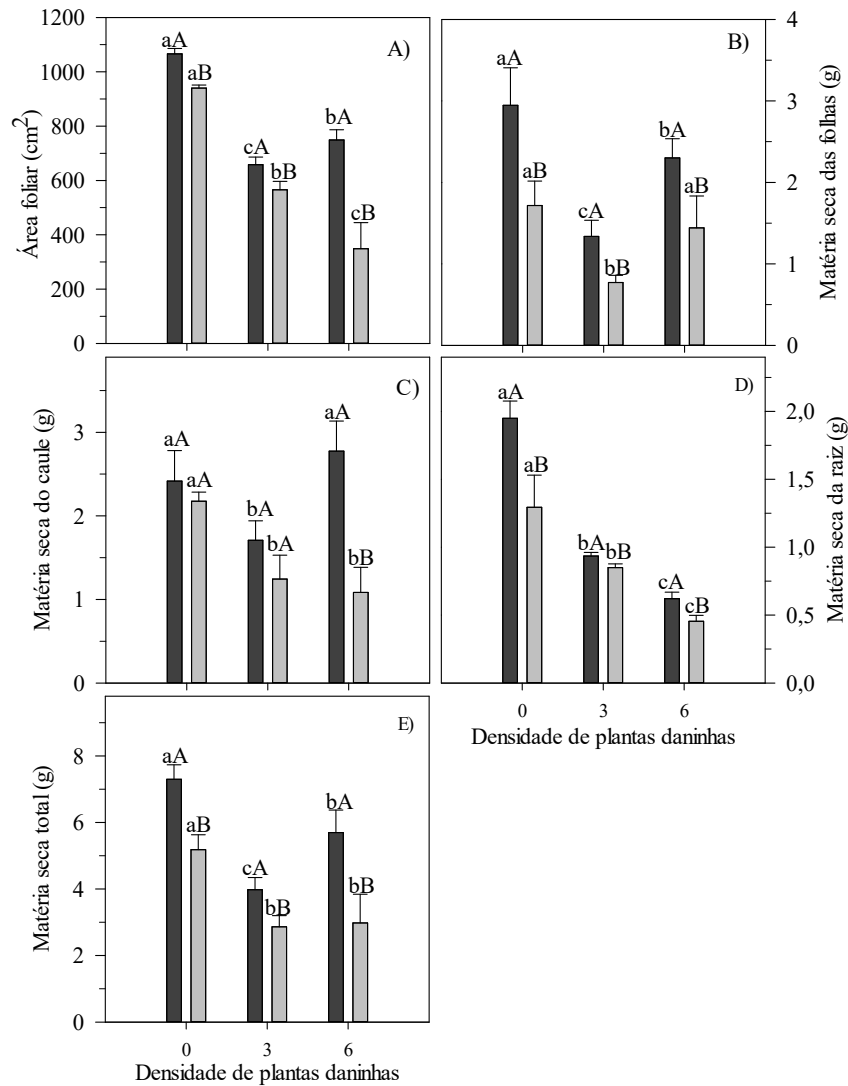 A)
Área foliar (cm²)
1200
1000
800
600
400
200
0
aA
aB
cA
bB
bA
cB
B)
Matéria seca das folhas (g)
4
3
2
1
0
aA
aB
cA
bB
bA
aB
C)
Matéria seca do caule (g)
3
2
1
0
aA
aA
bA
bA
aA
bB
D)
Matéria seca da raiz (g)
2,0
1,5
1,0
0,5
0,0
aA
aB
bA
bB
cA
cB
0 3 6
Densidade de plantas daninhas
E)
Matéria seca total (g)
8
6
4
2
0
aA
aB
cA
bB
bA
bB
0 3 6
Densidade de plantas daninhas